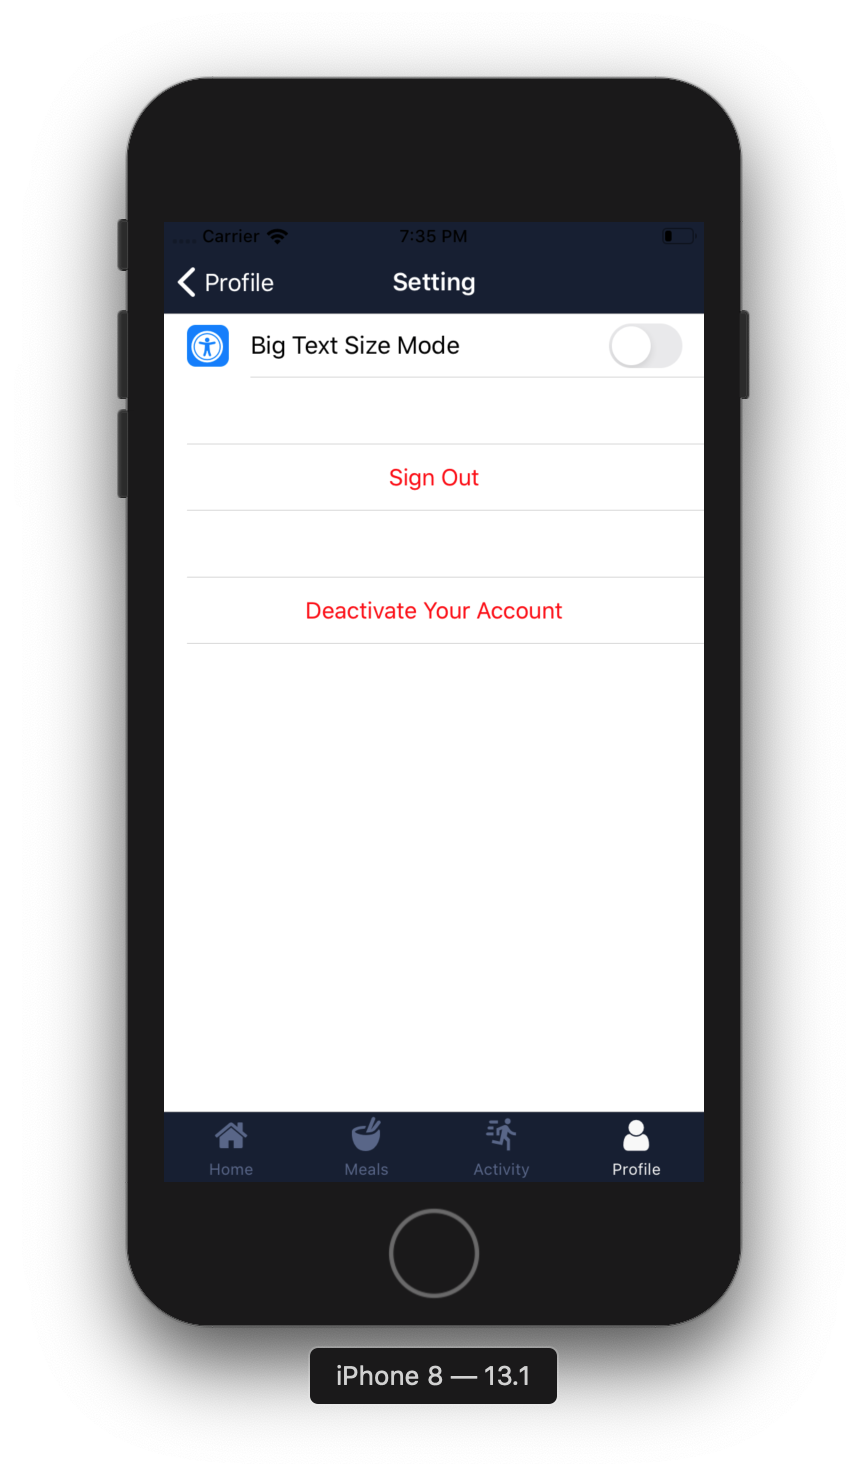 Carrier 7:35 PM
Profile Setting
Big Text Size Mode
Sign Out
Deactivate Your Account
Home Meals Activity Profile
iPhone 8 — 13.1